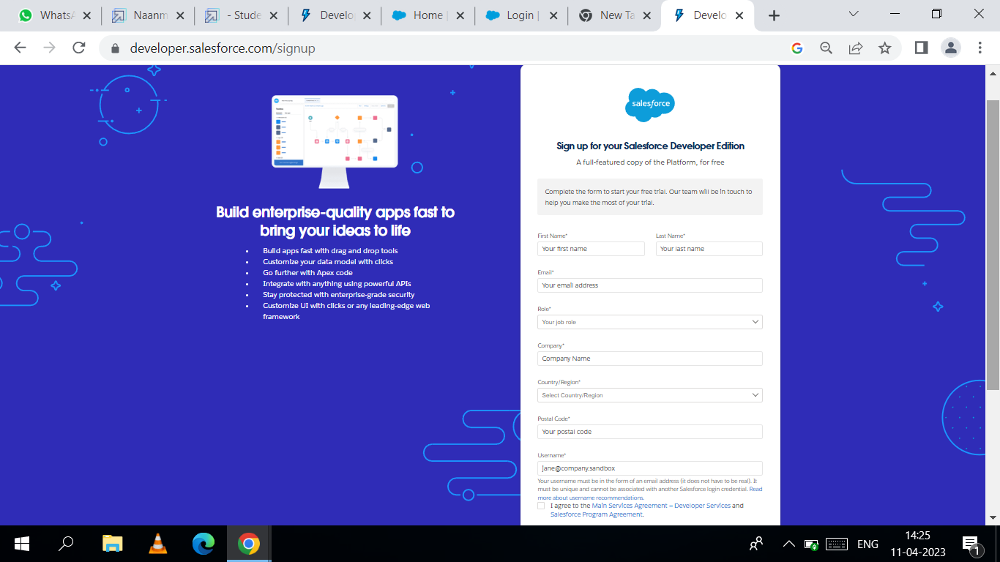 WhatsA
Naanm
- Stude
Develo
Home |
Login |
New Ta
Develo
developer.salesforce.com/signup
salesforce
Sign up for your Salesforce Developer Edition
A full-featured copy of the Platform, for free
Complete the form to start your free trial. Our team will be in touch to
help you make the most of your trial.
Build enterprise-quality apps fast to
bring your ideas to life
• Build apps fast with drag and drop tools
• Customize your data model with clicks
• Go further with Apex code
• Integrate with anything using powerful APIs
• Stay protected with enterprise-grade security
• Customize UI with clicks or any leading-edge web
framework
First Name* Last Name*
Your first name Your last name
Email*
Your email address
Role*
Your job role
Company*
Company Name
Country/Region*
Select Country/Region
Postal Code*
Your postal code
Username*
jane@company.sandbox
Your username must be in the form of an email address (it does not have to be real). It
must be unique and cannot be associated with another Salesforce login credential. Read
more about username recommendations.
I agree to the Main Services Agreement – Developer Services and
Salesforce Program Agreement.
ENG
14:25
11-04-2023
1